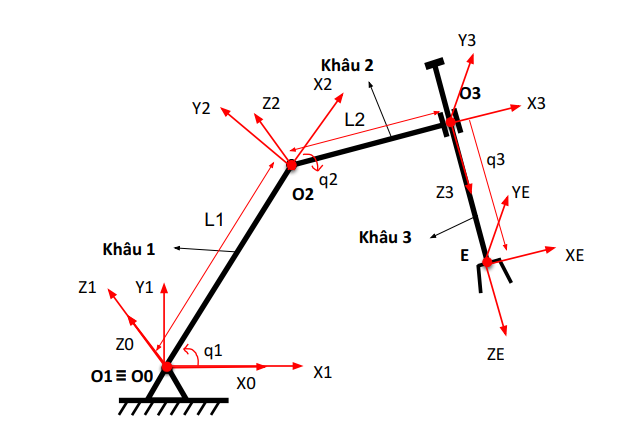 Y3
Khâu 2
X2
O3
Z2
Y2
X3
L2
q2
q3
O2
Z3
YE
L1
Khâu 3
Khâu 1
E
XE
Z1
Y1
Z0
q1
ZE
O1 ≡ O0
X1
X0